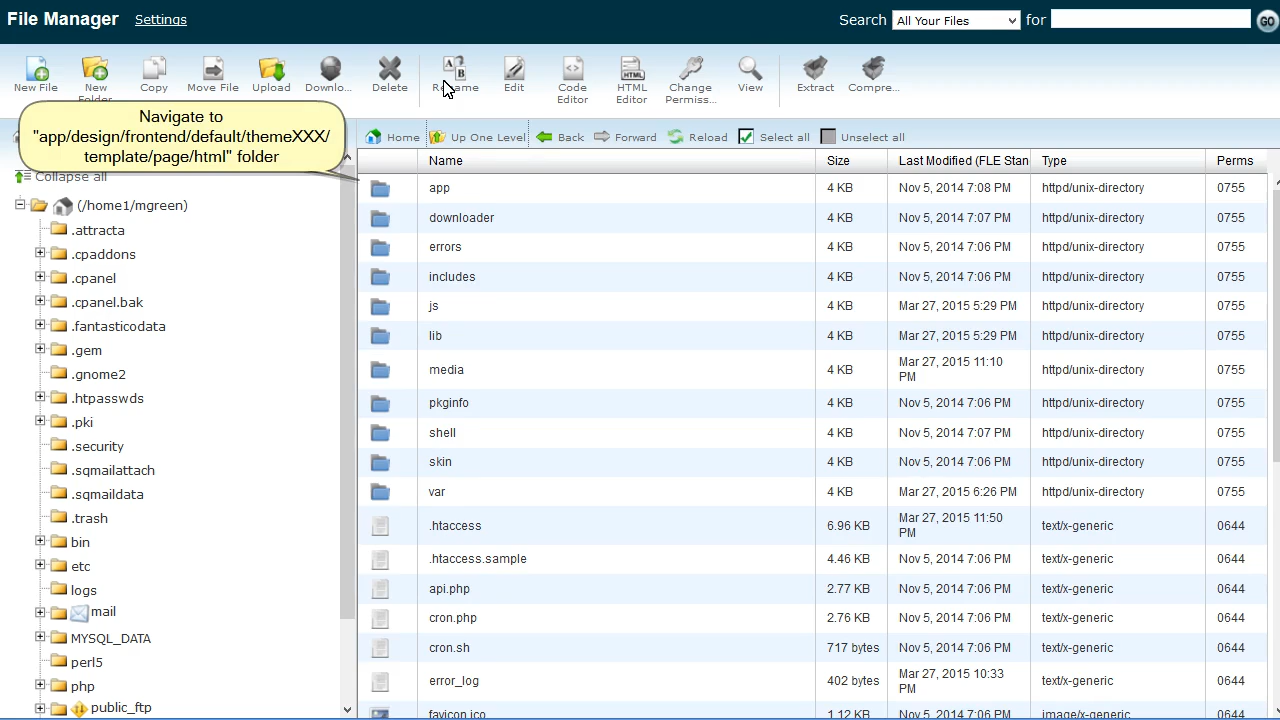 File Manager Settings Search All Your Files for GO
New File New Folder Copy Move File Upload Downlo... Delete Edit Code Editor HTML Editor Change Permiss... View Extract Compre...
Navigate to
"app/design/frontend/default/themeXXX/
template/page/html" folder
Home Up One Level Back Forward Reload Select all Unselect all
Collapse all
(/home1/mgreen)
.attracta
.cpaddons
.cpanel
.cpanel.bak
.fantasticodata
.gem
.gnome2
.htpasswds
.pki
.security
.sqmailattach
.sqmaildata
.trash
bin
etc
logs
mail
MYSQL_DATA
perl5
php
public_ftp
Name Size Last Modified (FLE Stan Type Perms
app 4 KB Nov 5, 2014 7:08 PM httpd/unix-directory 0755
downloader 4 KB Nov 5, 2014 7:07 PM httpd/unix-directory 0755
errors 4 KB Nov 5, 2014 7:06 PM httpd/unix-directory 0755
includes 4 KB Nov 5, 2014 7:06 PM httpd/unix-directory 0755
js 4 KB Mar 27, 2015 5:29 PM httpd/unix-directory 0755
lib 4 KB Mar 27, 2015 5:29 PM httpd/unix-directory 0755
media 4 KB Mar 27, 2015 11:10 PM httpd/unix-directory 0755
pkginfo 4 KB Nov 5, 2014 7:06 PM httpd/unix-directory 0755
shell 4 KB Nov 5, 2014 7:07 PM httpd/unix-directory 0755
skin 4 KB Nov 5, 2014 7:06 PM httpd/unix-directory 0755
var 4 KB Mar 27, 2015 6:26 PM httpd/unix-directory 0755
.htaccess 6.96 KB Mar 27, 2015 11:50 PM text/x-generic 0644
.htaccess.sample 4.46 KB Nov 5, 2014 7:06 PM text/x-generic 0644
api.php 2.77 KB Nov 5, 2014 7:06 PM text/x-generic 0644
cron.php 2.76 KB Nov 5, 2014 7:06 PM text/x-generic 0644
cron.sh 717 bytes Nov 5, 2014 7:06 PM text/x-generic 0644
error_log 402 bytes Mar 27, 2015 10:33 PM text/x-generic 0644
favicon.ico 1.12 KB Nov 5, 2014 7:06 PM image/x-generic 0644